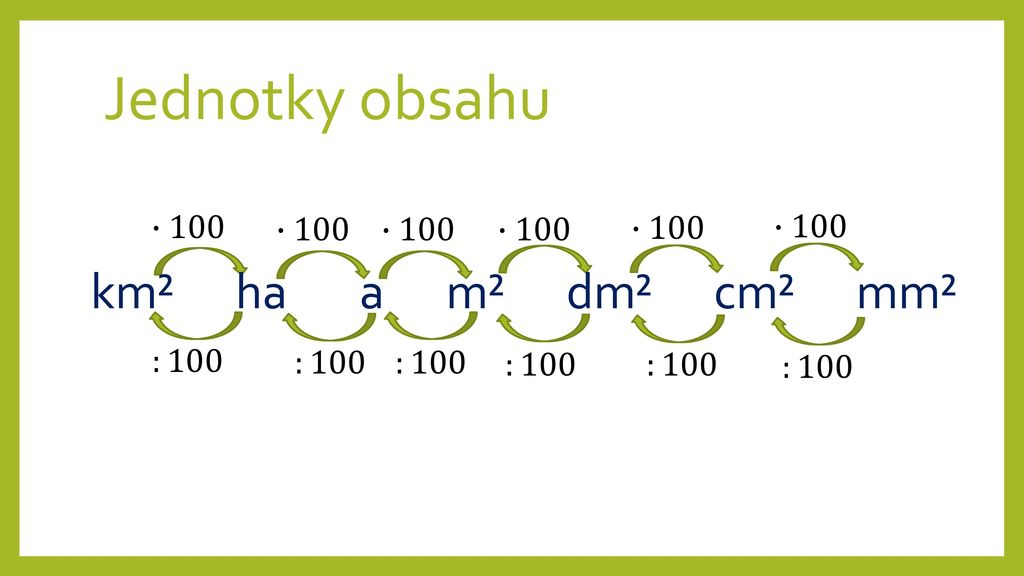 Jednotky obsahu
· 100 · 100 · 100 · 100 · 100 · 100
km² ha a m² dm² cm² mm²
: 100 : 100 : 100 : 100 : 100 : 100